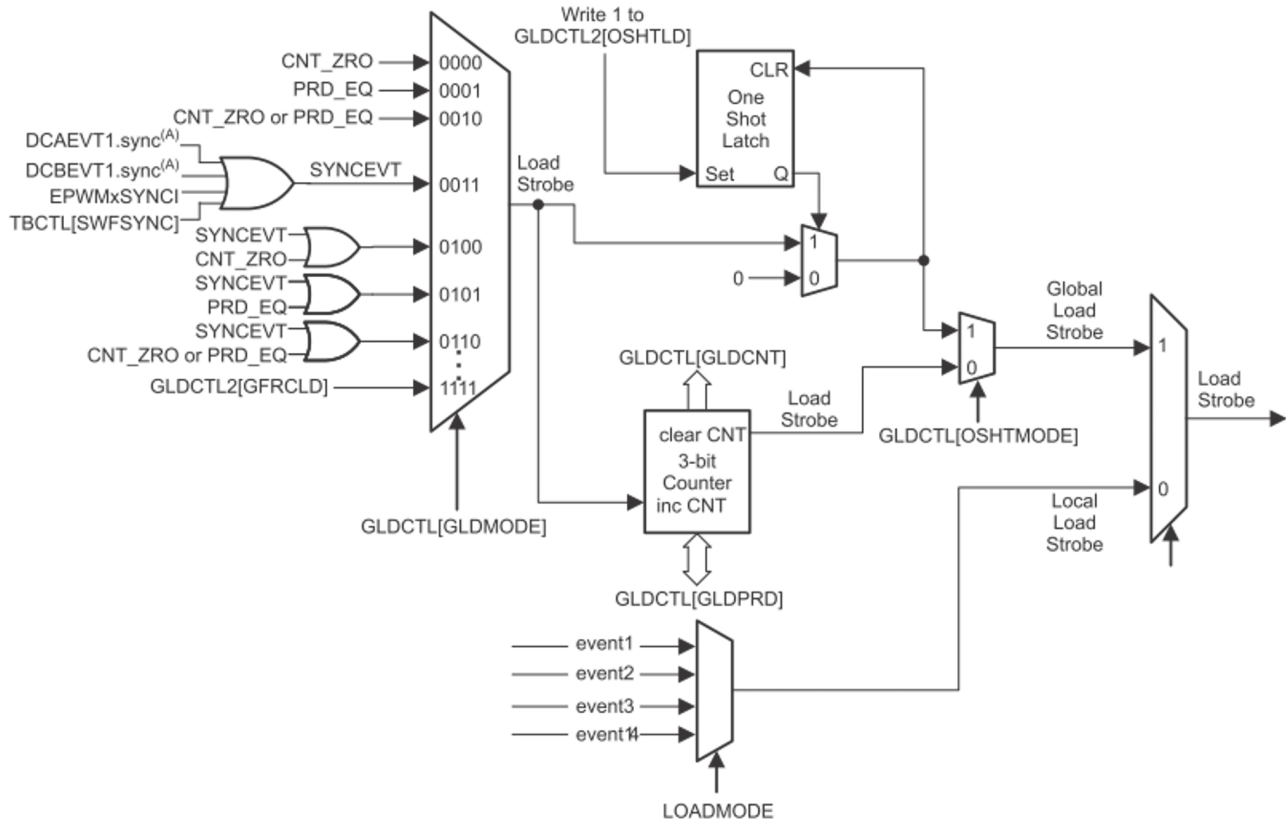 Write 1 to
GLDCTL2[OSHTLD]
CNT_ZRO
0000
PRD_EQ
0001
CNT_ZRO or PRD_EQ
0010
DCAEVT1.sync(A)
DCBEVT1.sync(A)
EPWMxSYNCI
TBCTL[SWFSYNC]
SYNCEVT
0011
SYNCEVT
CNT_ZRO
0100
SYNCEVT
PRD_EQ
0101
SYNCEVT
CNT_ZRO or PRD_EQ
0110
GLDCTL2[GFRCLD]
1111
GLDCTL[GLDMODE]
Load
Strobe
CLR
One
Shot
Latch
Set
Q
1
0
0
GLDCTL[GLDCNT]
clear CNT
3-bit
Counter
inc CNT
GLDCTL[GLDPRD]
Load
Strobe
1
0
GLDCTL[OSHTMODE]
Global
Load
Strobe
1
0
Local
Load
Strobe
Load
Strobe
event1
event2
event3
LOADMODE